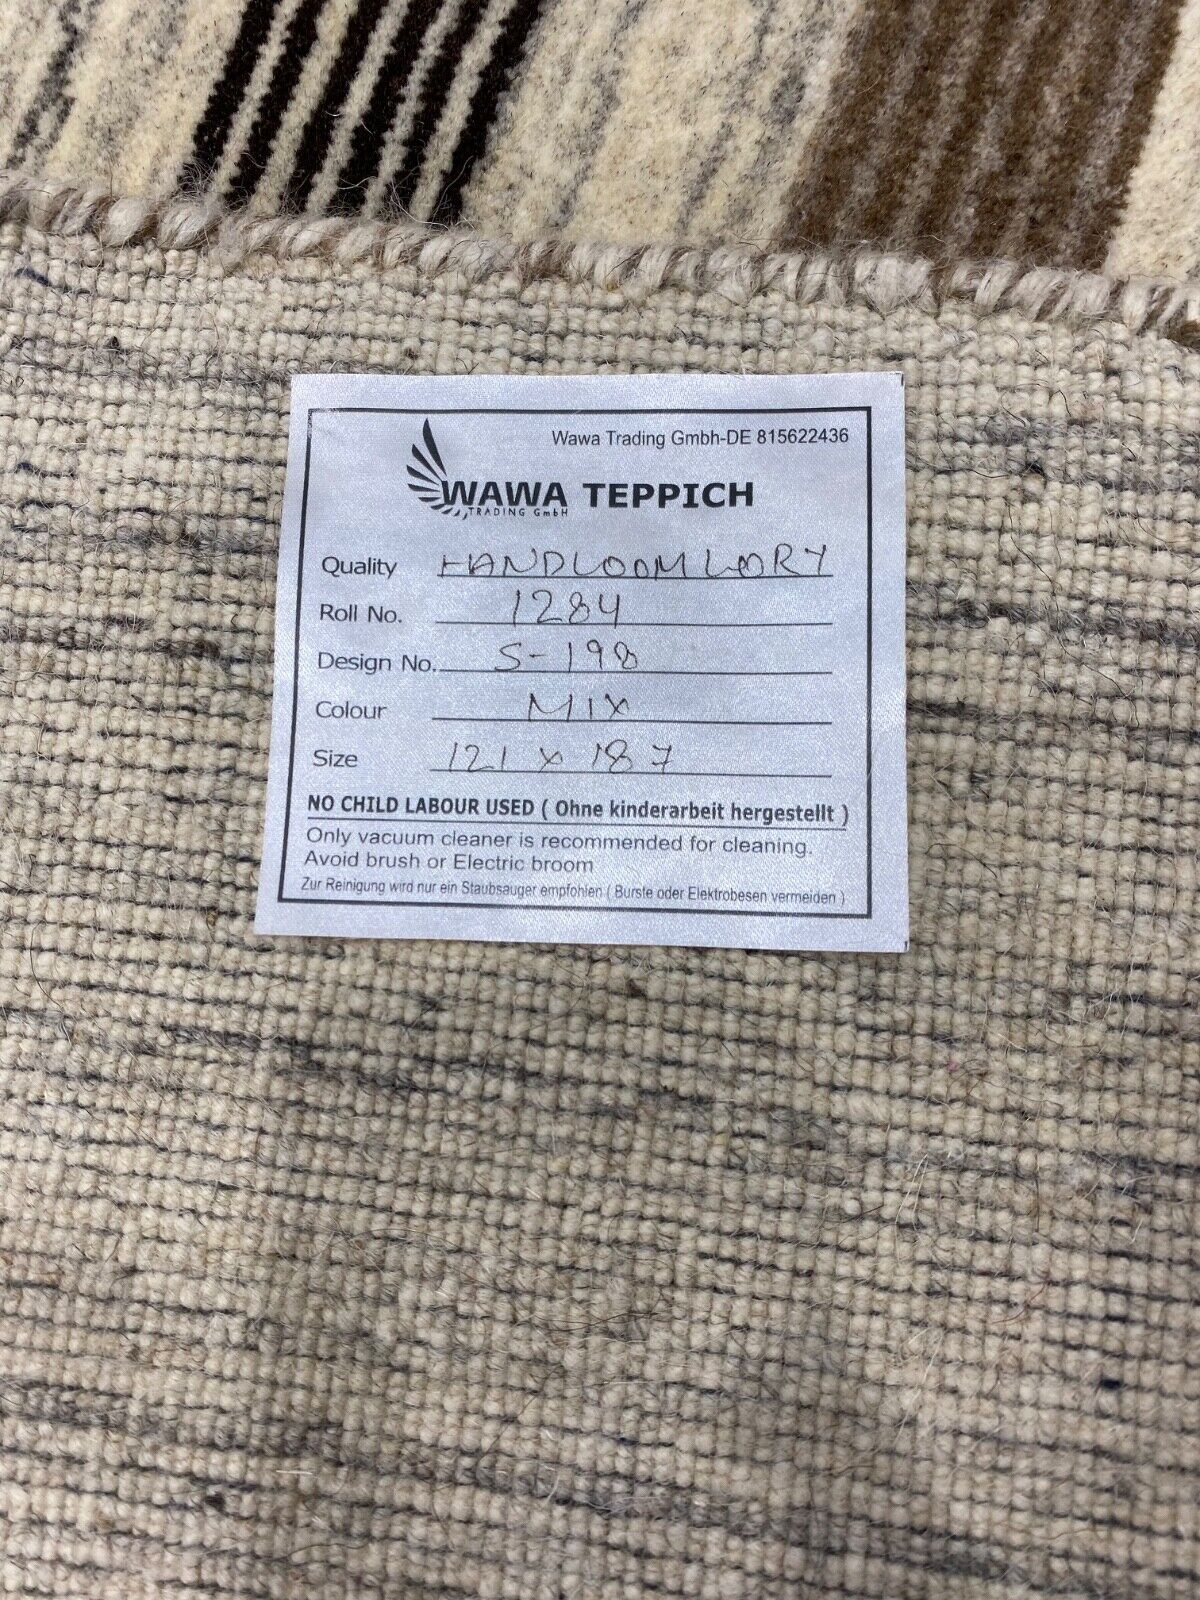 Wawa Trading Gmbh-DE 815622436
WAWA TEPPICH
TRADING GmbH
Quality HANDLOOM LORY
Roll No. 1284
Design No. S-198
Colour MIX
Size 121 x 187
NO CHILD LABOUR USED ( Ohne kinderarbeit hergestellt )
Only vacuum cleaner is recommended for cleaning.
Avoid brush or Electric broom
Zur Reinigung wird nur ein Staubsauger empfohlen ( Burste oder Elektrobesen vermeiden )